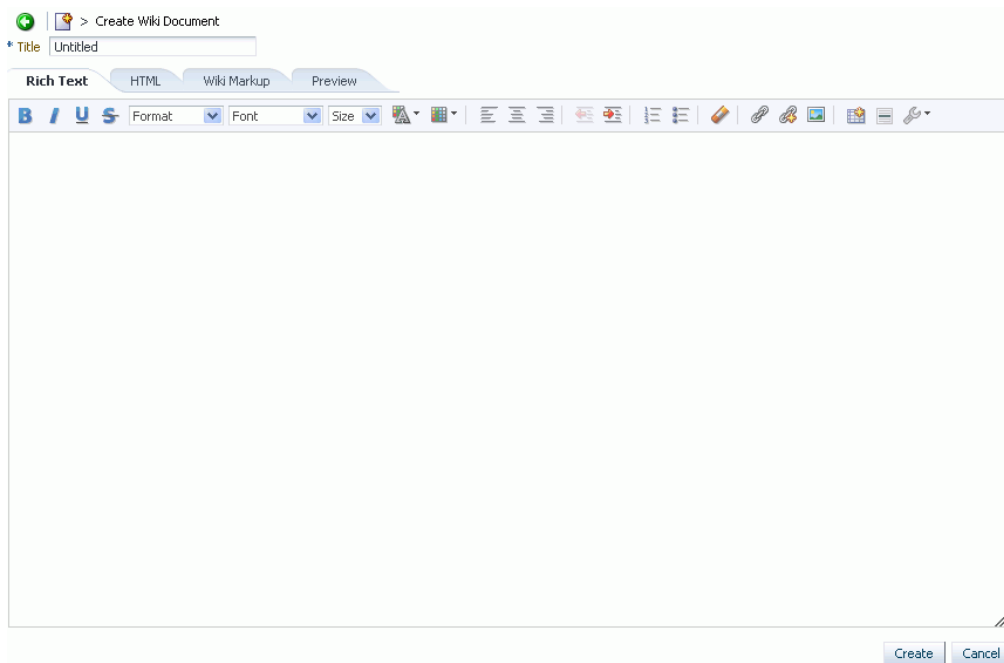 > Create Wiki Document
* Title Untitled
Rich Text HTML Wiki Markup Preview
B I U S Format Font Size
Create Cancel